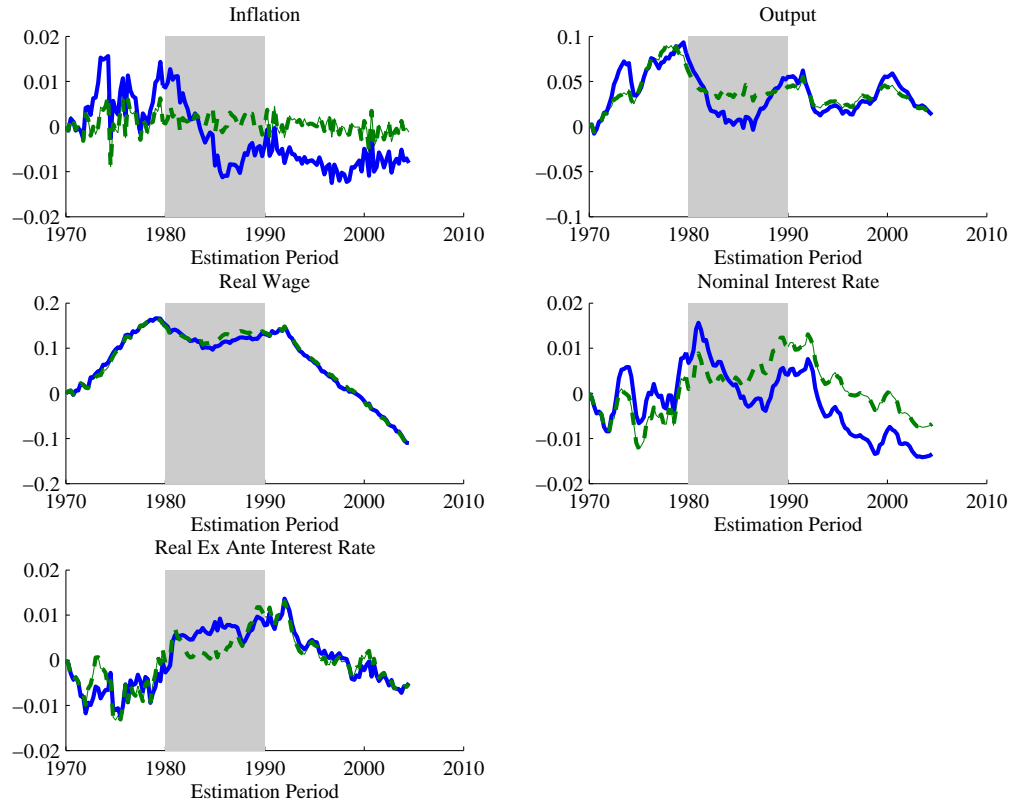 Inflation
0.02
0.01
0
−0.01
−0.02
1970 1980 1990 2000 2010
Estimation Period
Output
0.1
0.05
0
−0.05
−0.1
1970 1980 1990 2000 2010
Estimation Period
Real Wage
0.2
0.1
0
−0.1
−0.2
1970 1980 1990 2000 2010
Estimation Period
Nominal Interest Rate
0.02
0.01
0
−0.01
−0.02
1970 1980 1990 2000 2010
Estimation Period
Real Ex Ante Interest Rate
0.02
0.01
0
−0.01
−0.02
1970 1980 1990 2000 2010
Estimation Period